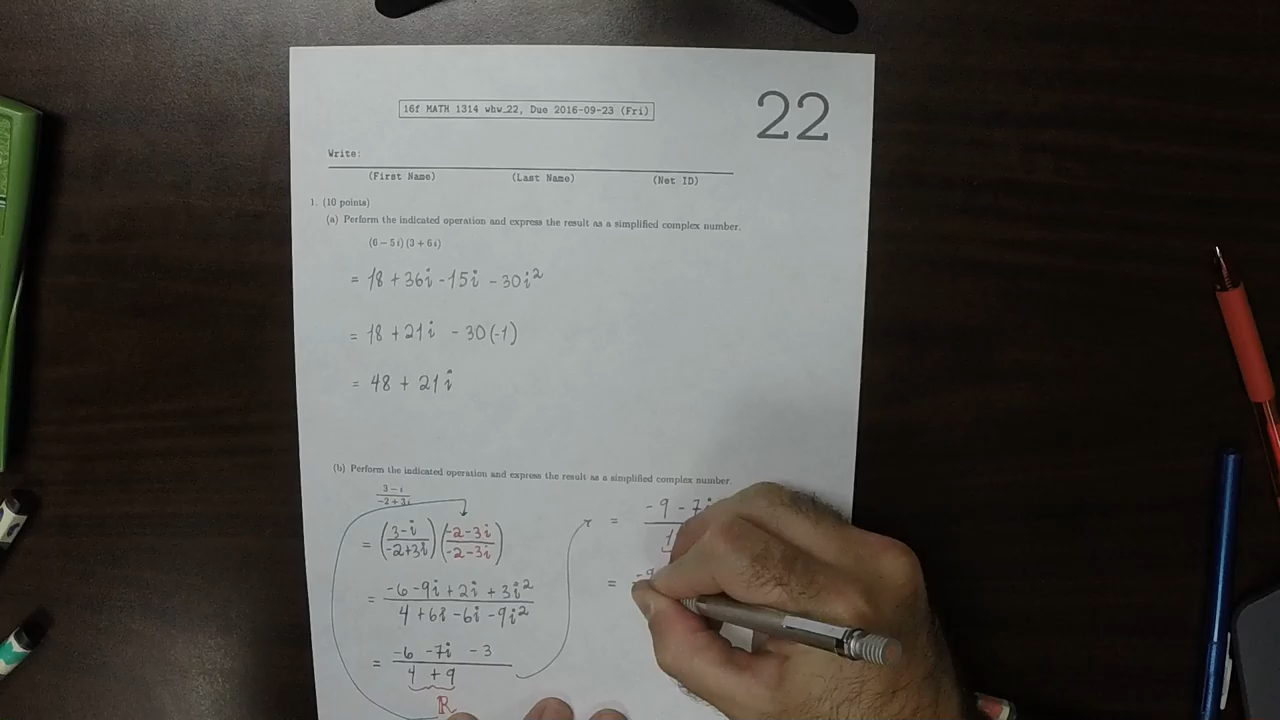 22
16f MATH 1314 whw_22, Due 2016-09-23 (Fri)
Write:
(First Name) (Last Name) (Net ID)
1. (10 points)
(a) Perform the indicated operation and express the result as a simplified complex number.
(6 − 5i)(3 + 6i)
= 18 + 36i - 15i - 30i²
= 18 + 21i - 30(-1)
= 48 + 21i
(b) Perform the indicated operation and express the result as a simplified complex number.
3 − i
−2 + 3i
= (3-i / -2+3i)(-2-3i / -2-3i)
= -6 -9i + 2i + 3i²
4 + 6i - 6i - 9i²
= -6 -7i -3
4 + 9
ℝ
= -9 - 7i
1
= -9